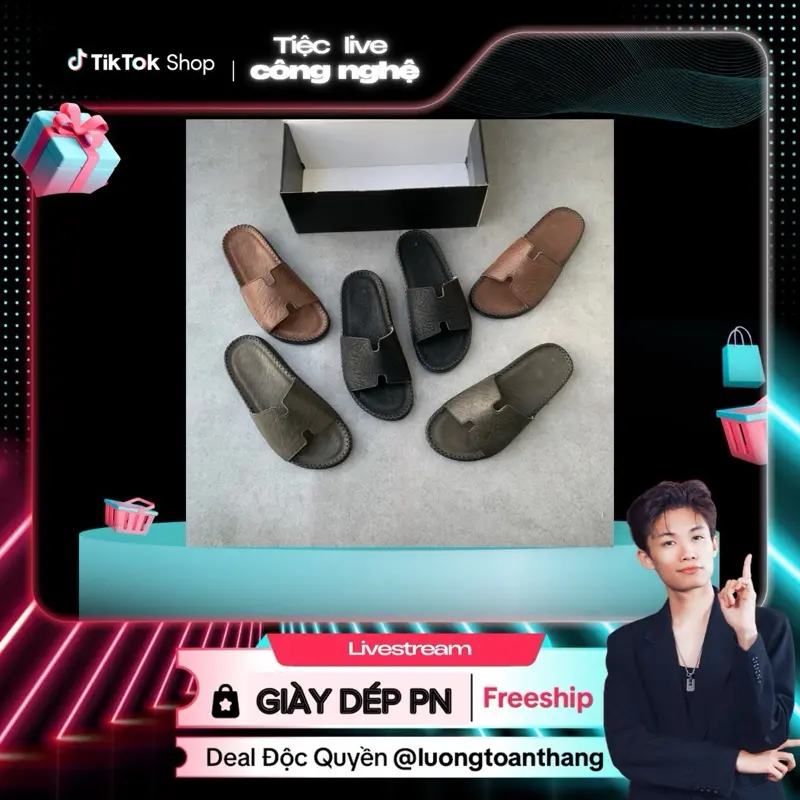 TikTok Shop | Tiệc live
công nghệ
Livestream
GIÀY DÉP PN | Freeship
Deal Độc Quyền @luongtoanthang